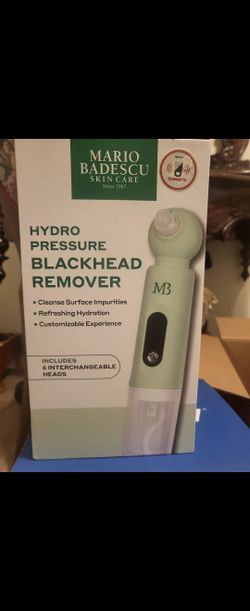 MARIO
BADESCU
SKIN CARE
Since 1967
HYDRO
PRESSURE
BLACKHEAD
REMOVER
• Cleanse Surface Impurities
• Refreshing Hydration
• Customizable Experience
MB
INCLUDES
6 INTERCHANGEABLE
HEADS